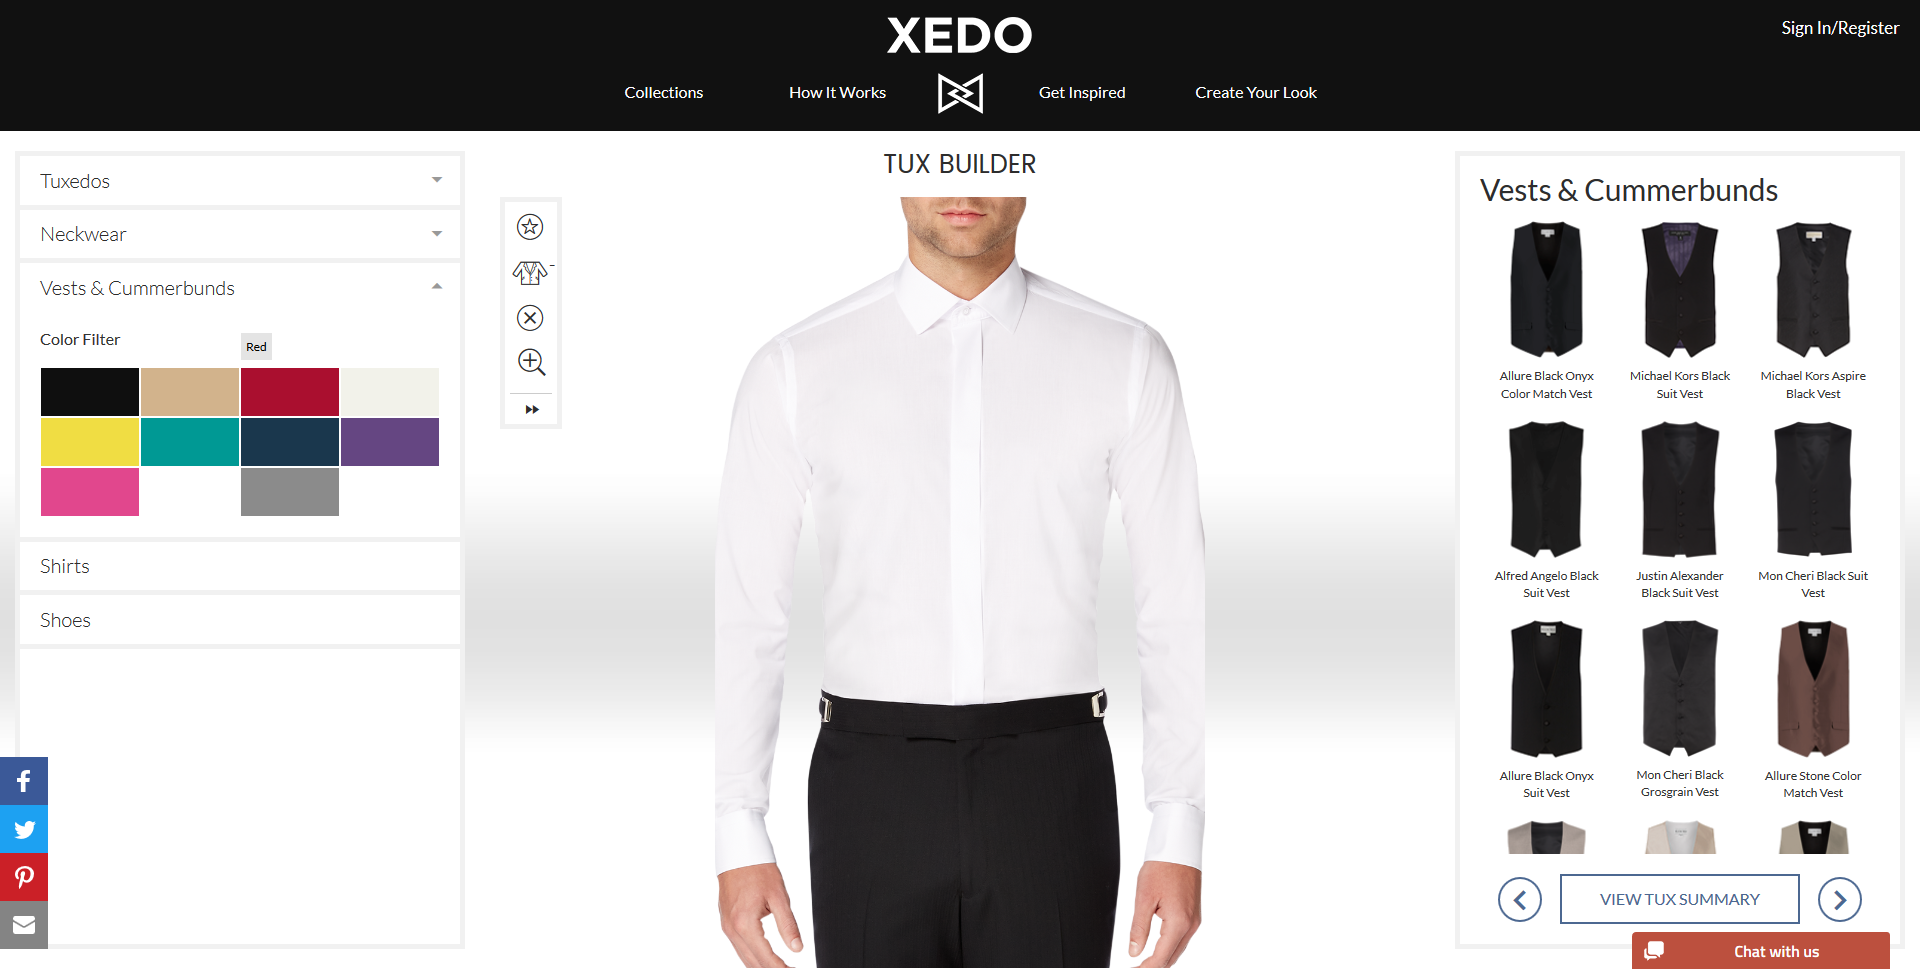 XEDO
Sign In/Register
Collections
How It Works
Get Inspired
Create Your Look
Tuxedos
Neckwear
Vests & Cummerbunds
Color Filter
Red
Shirts
Shoes
TUX BUILDER
Vests & Cummerbunds
Allure Black Onyx
Color Match Vest
Michael Kors Black
Suit Vest
Michael Kors Aspire
Black Vest
Alfred Angelo Black
Suit Vest
Justin Alexander
Black Suit Vest
Mon Cheri Black Suit
Vest
Allure Black Onyx
Suit Vest
Mon Cheri Black
Grosgrain Vest
Allure Stone Color
Match Vest
VIEW TUX SUMMARY
Chat with us